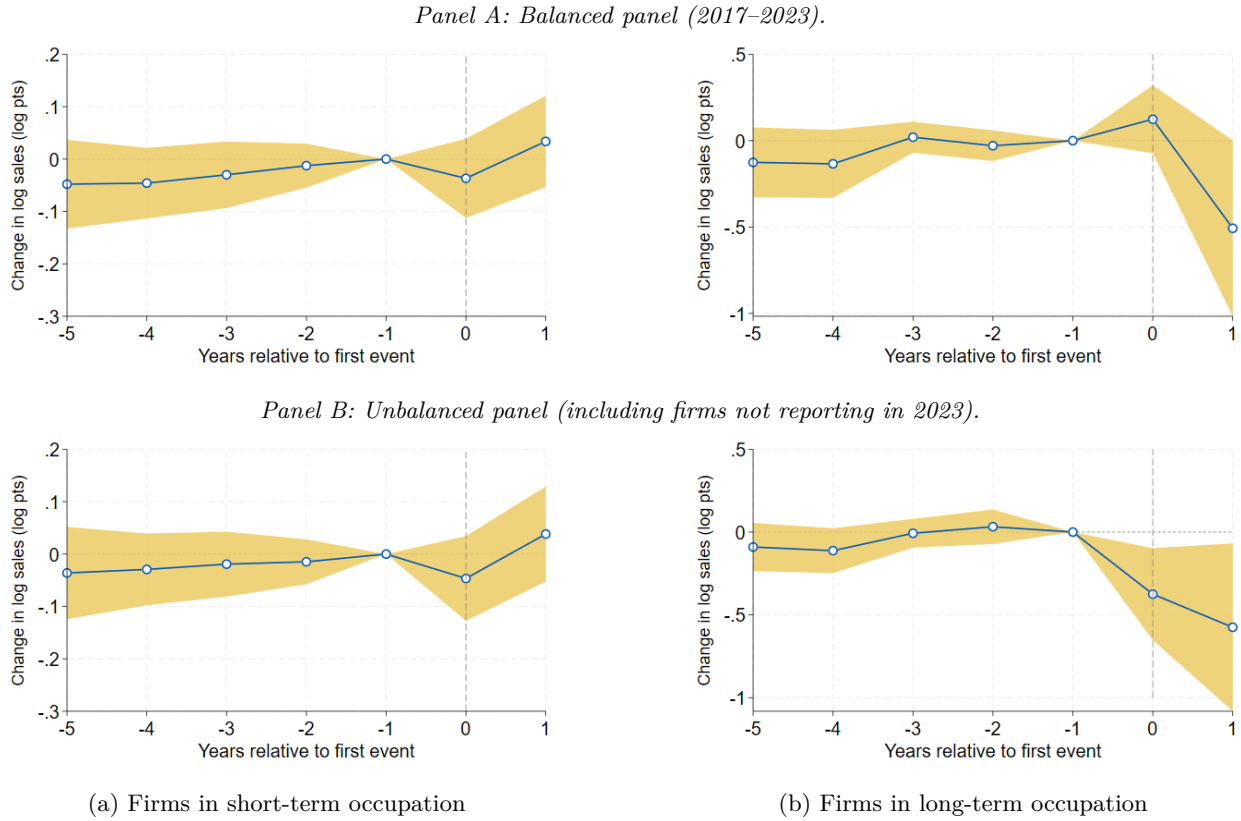 Panel A: Balanced panel (2017–2023).
Change in log sales (log pts)
.2
.1
0
-.1
-.2
-.3
-5 -4 -3 -2 -1 0 1
Years relative to first event
Change in log sales (log pts)
.5
0
-.5
-1
-5 -4 -3 -2 -1 0 1
Years relative to first event
Panel B: Unbalanced panel (including firms not reporting in 2023).
Change in log sales (log pts)
.2
.1
0
-.1
-.2
-.3
-5 -4 -3 -2 -1 0 1
Years relative to first event
Change in log sales (log pts)
.5
0
-.5
-1
-5 -4 -3 -2 -1 0 1
Years relative to first event
(a) Firms in short-term occupation
(b) Firms in long-term occupation